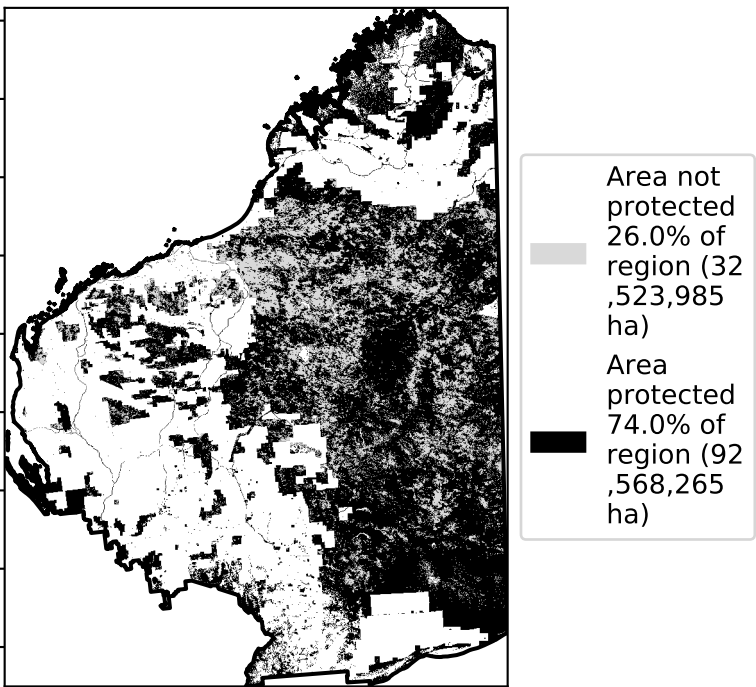 Area not
protected
26.0% of
region (32
,523,985
ha)
Area
protected
74.0% of
region (92
,568,265
ha)